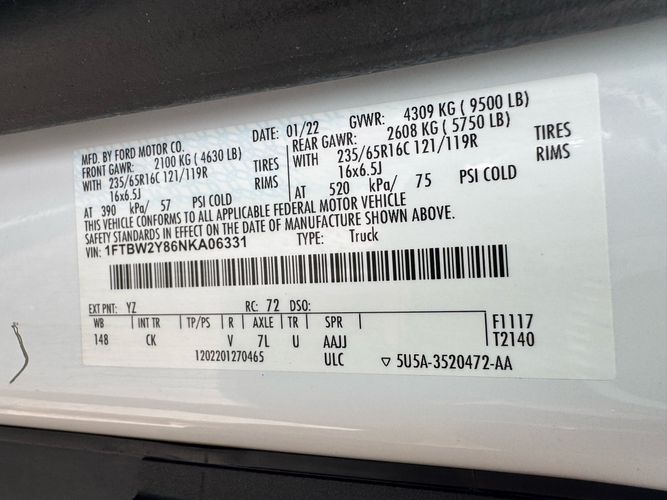 MFD. BY FORD MOTOR CO. DATE: 01/22 GVWR: 4309 KG ( 9500 LB)
FRONT GAWR: 2100 KG ( 4630 LB) REAR GAWR: 2608 KG ( 5750 LB)
WITH 235/65R16C 121/119R TIRES WITH 235/65R16C 121/119R TIRES
16x6.5J RIMS 16x6.5J RIMS
AT 390 kPa/ 57 PSI COLD AT 520 kPa/ 75 PSI COLD
THIS VEHICLE CONFORMS TO ALL APPLICABLE FEDERAL MOTOR VEHICLE
SAFETY STANDARDS IN EFFECT ON THE DATE OF MANUFACTURE SHOWN ABOVE.
VIN: 1FTBW2Y86NKA06331 TYPE: Truck
EXT PNT: YZ RC: 72 DSO:
WB INT TR TP/PS R AXLE TR SPR F1117
148 CK V 7L U AAJJ T2140
1202201270465 ULC ▽ 5U5A-3520472-AA